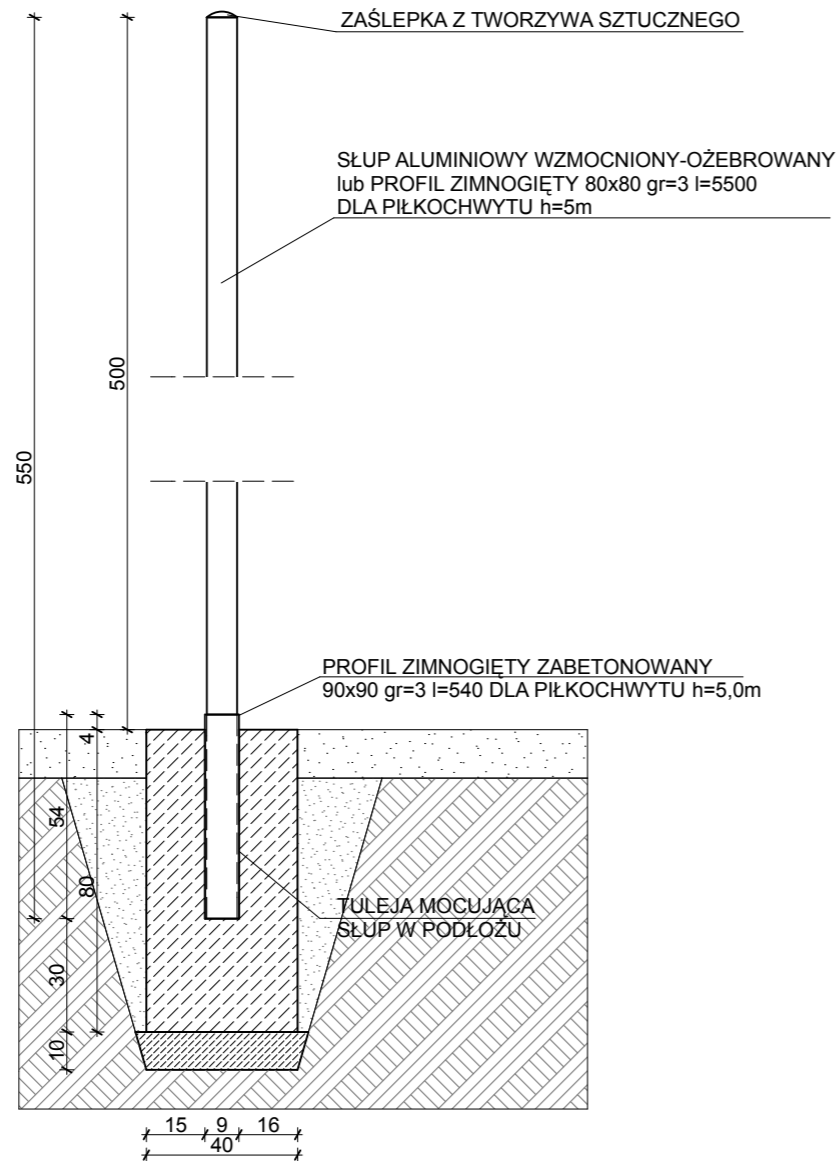 ZAŚLEPKA Z TWORZYWA SZTUCZNEGO
SŁUP ALUMINIOWY WZMOCNIONY-OŻEBROWANY
lub PROFIL ZIMNOGIĘTY 80x80 gr=3 l=5500
DLA PIŁKOCHWYTU h=5m
500
550
PROFIL ZIMNOGIĘTY ZABETONOWANY
90x90 gr=3 l=540 DLA PIŁKOCHWYTU h=5,0m
4
54
80
TULEJA MOCUJĄCA
SŁUP W PODŁOŻU
30
10
15 9 16
40